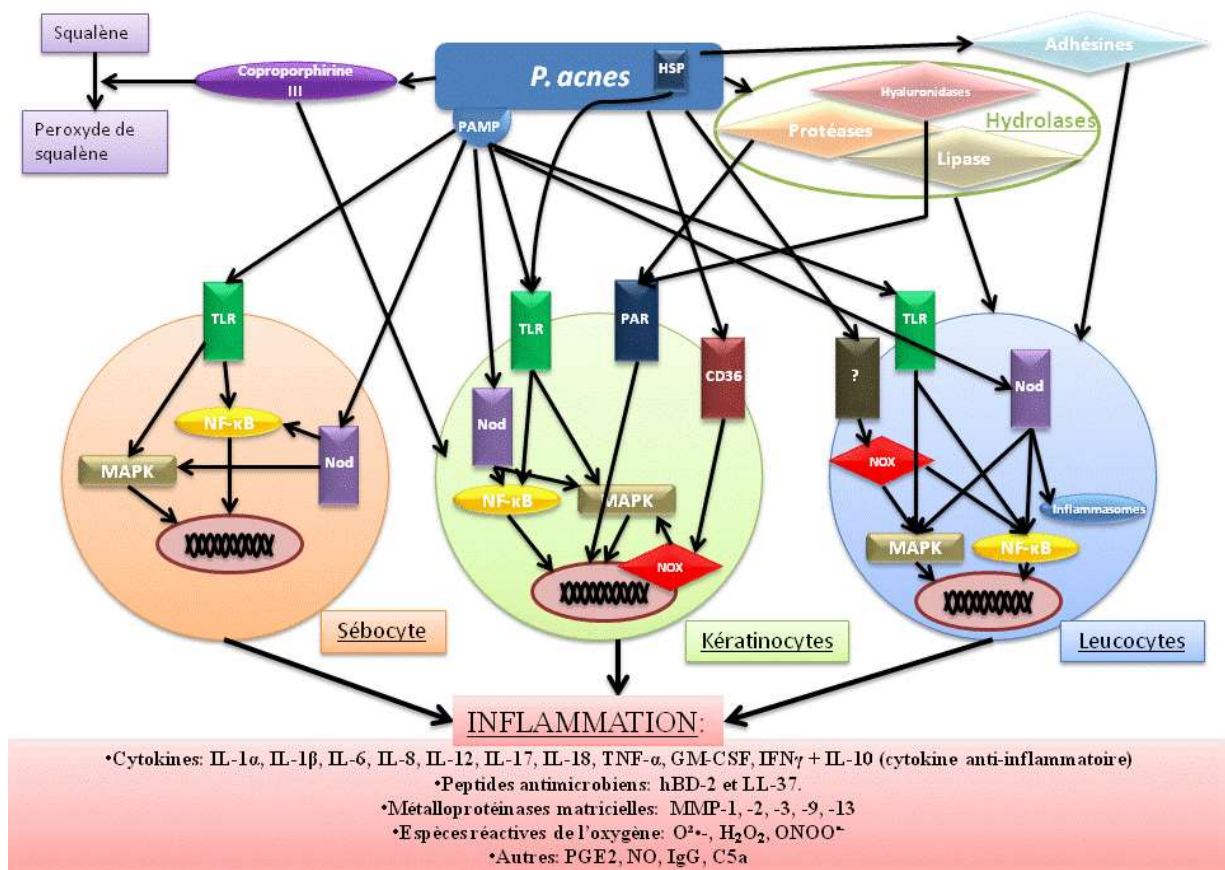 Squalène
Coproporphirine
III
Peroxyde de
squalène
P. acnes
HSP
PAMP
Adhésines
Hyaluronidases
Hydrolases
Protéases
Lipase
TLR
NF-κB
MAPK
Nod
Sébocyte
TLR
PAR
CD36
Nod
NF-κB
MAPK
NOX
Kératinocytes
?
TLR
Nod
NOX
Inflammasomes
MAPK
NF-κB
Leucocytes
INFLAMMATION:
•Cytokines: IL-1α, IL-1β, IL-6, IL-8, IL-12, IL-17, IL-18, TNF-α, GM-CSF, IFNγ + IL-10 (cytokine anti-inflammatoire)
•Peptides antimicrobiens: hBD-2 et LL-37.
•Métalloprotéinases matricielles: MMP-1, -2, -3, -9, -13
•Espèces réactives de l'oxygène: O²•-, H₂O₂, ONOO•-
•Autres: PGE2, NO, IgG, C5a